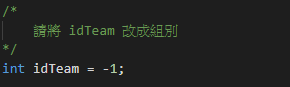 /*
請將 idTeam 改成組別
*/
int idTeam = -1;